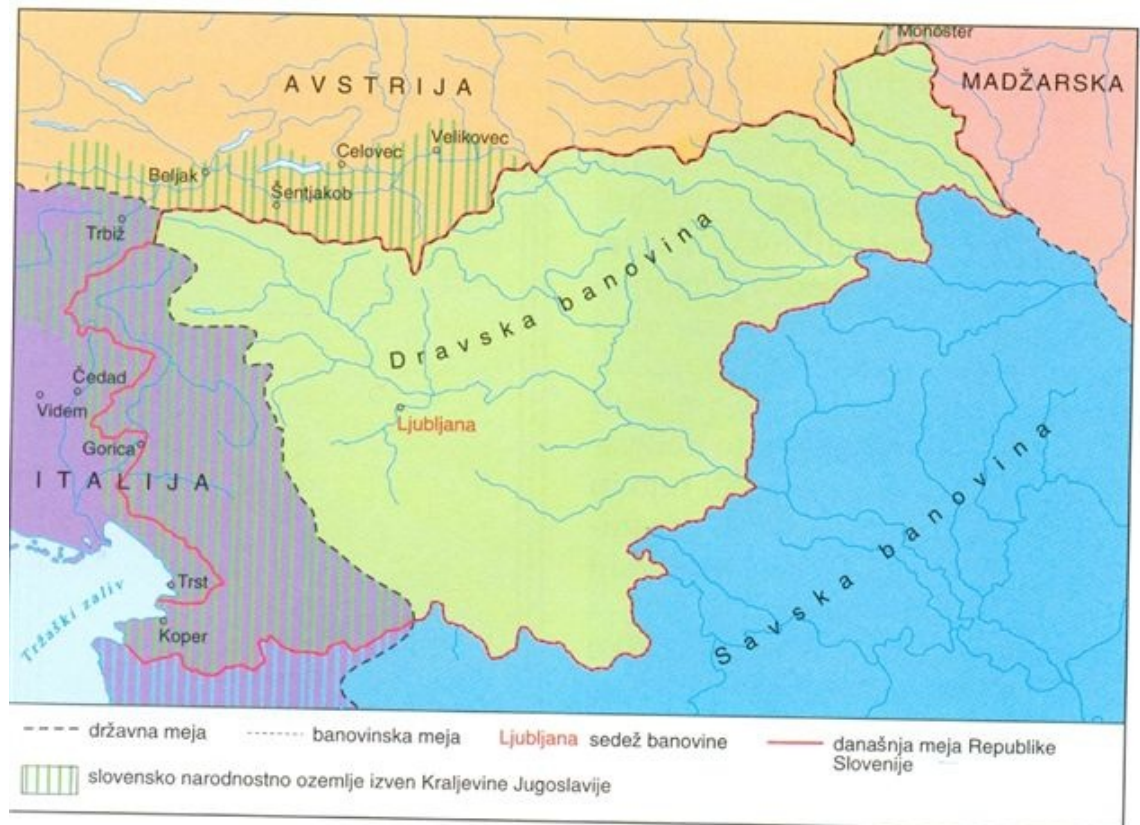 Monošter
AVSTRIJA
MADŽARSKA
Velikovec
Celovec
Beljak
Šentjakob
Trbiž
Dravska banovina
Čedad
Videm
Ljubljana
Gorica
ITALIJA
Savska banovina
Trst
Tržaški zaliv
Koper
državna meja
banovinska meja
Ljubljana sedež banovine
današnja meja Republike
Slovenije
slovensko narodnostno ozemlje izven Kraljevine Jugoslavije